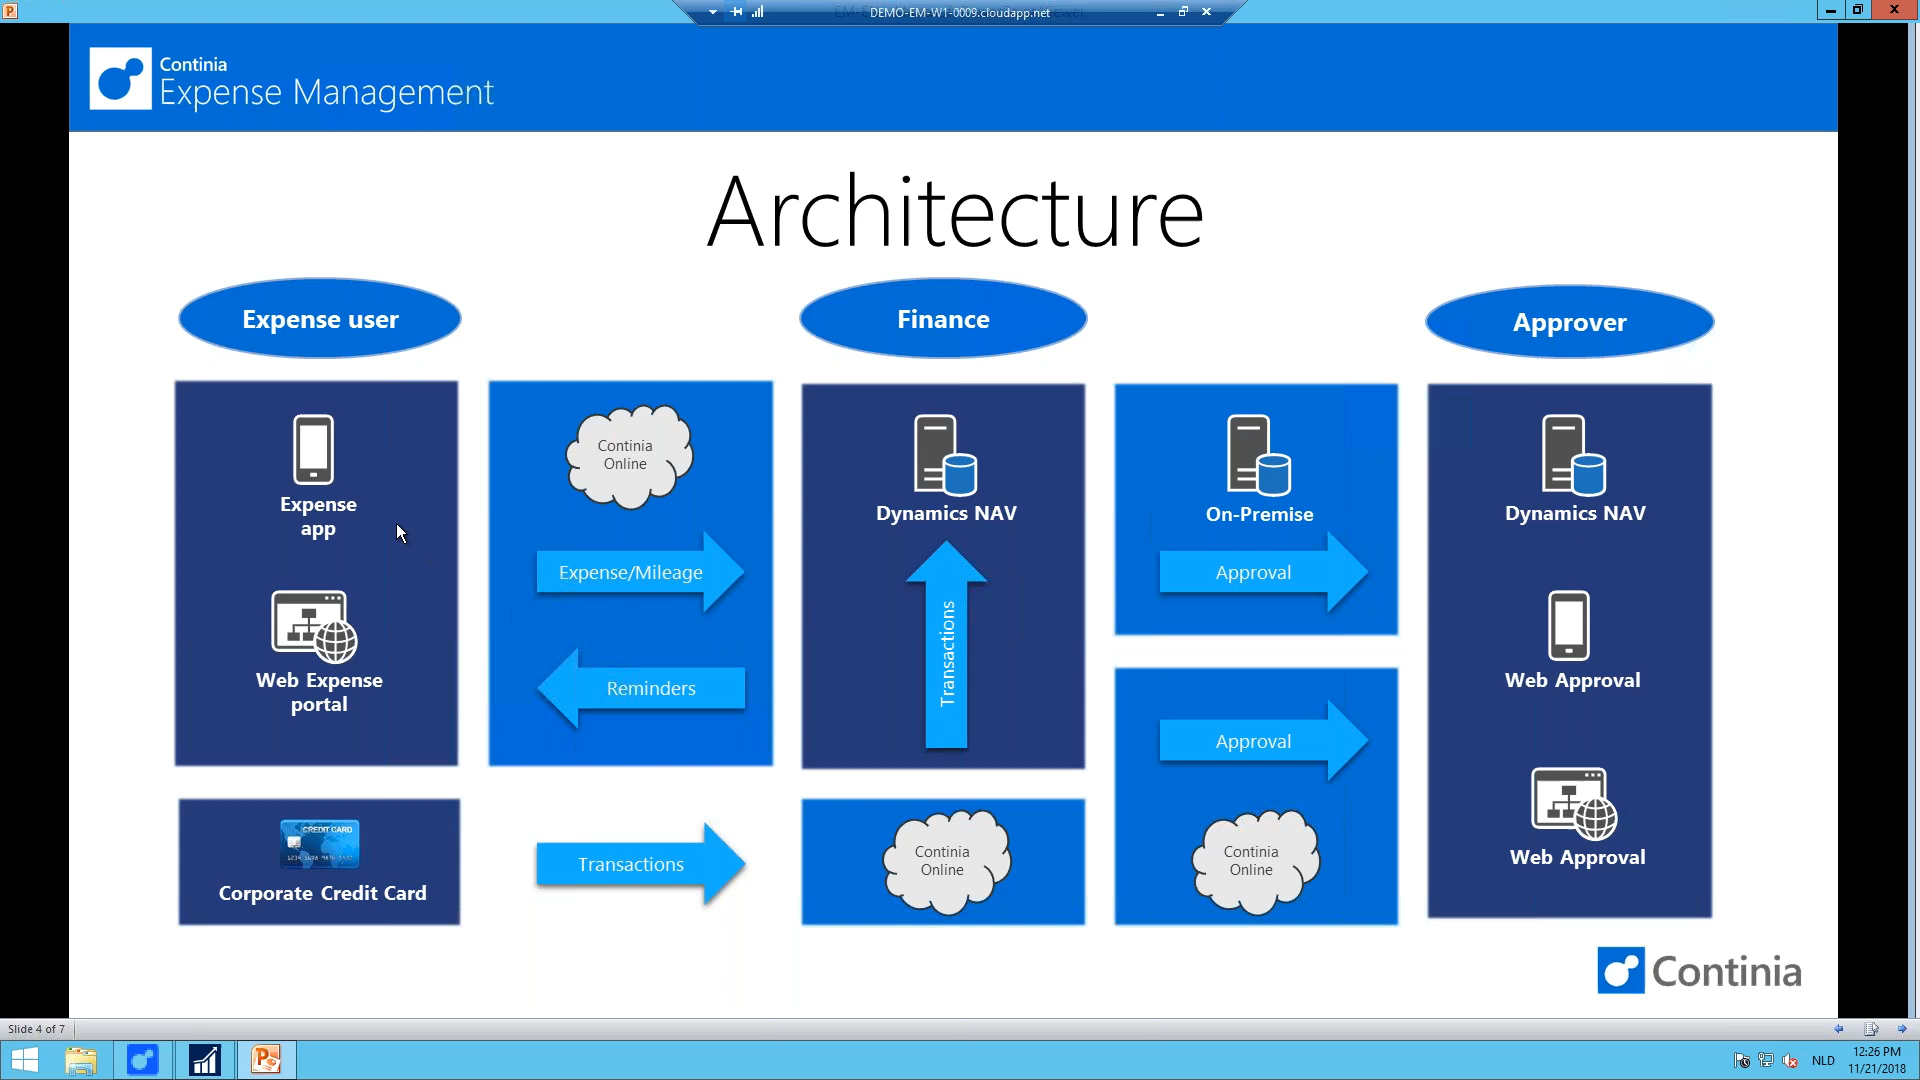 DEMO-EM-W1-0009.cloudapp.net
Continia
Expense Management
Architecture
Expense user
Finance
Approver
Expense
app
Web Expense
portal
Continia
Online
Expense/Mileage
Reminders
Dynamics NAV
Transactions
On-Premise
Approval
Approval
Continia
Online
Dynamics NAV
Web Approval
Web Approval
CREDIT CARD
Corporate Credit Card
Transactions
Continia
Online
Continia
Slide 4 of 7
NLD
12:26 PM
11/21/2018